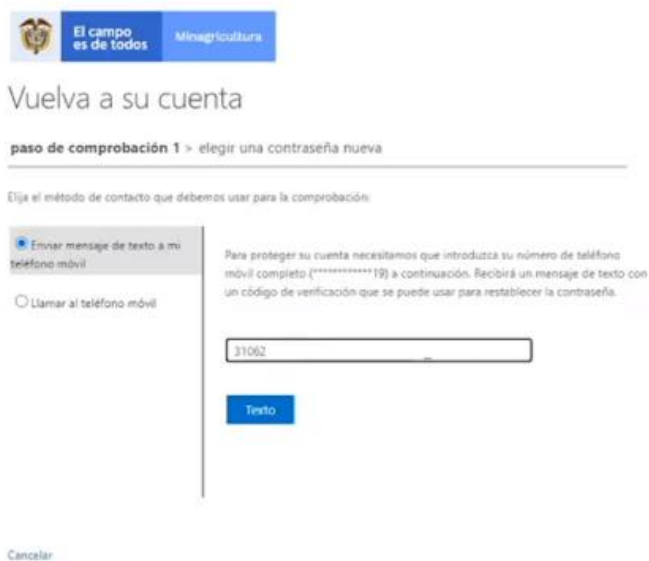 El campo
es de todos
Minagricultura
Vuelva a su cuenta
paso de comprobación 1 > elegir una contraseña nueva
Elija el método de contacto que debemos usar para la comprobación:
Enviar mensaje de texto a mi
teléfono móvil
Llamar al teléfono móvil
Para proteger su cuenta necesitamos que introduzca su número de teléfono
móvil completo (************19) a continuación. Recibirá un mensaje de texto con
un código de verificación que se puede usar para restablecer la contraseña.
31062
Texto
Cancelar